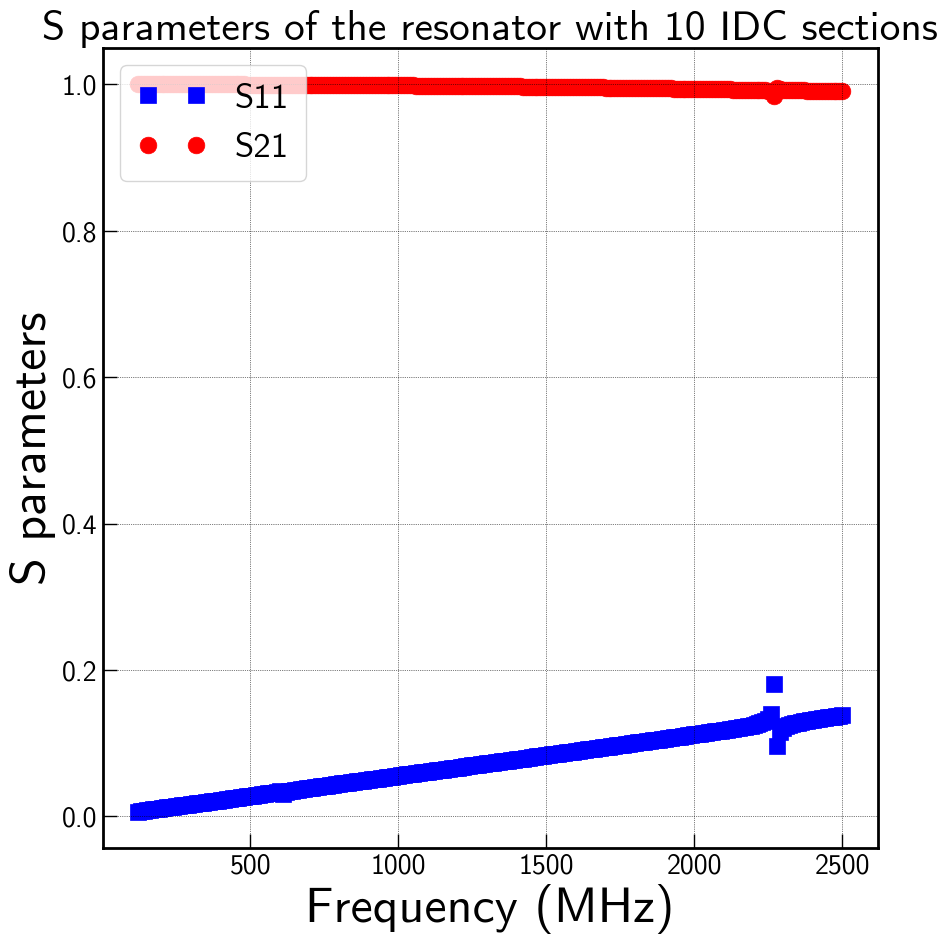 S parameters of the resonator with 10 IDC sections
1.0
0.8
0.6
0.4
0.2
0.0
S parameters
S11
S21
500
1000
1500
2000
2500
Frequency (MHz)